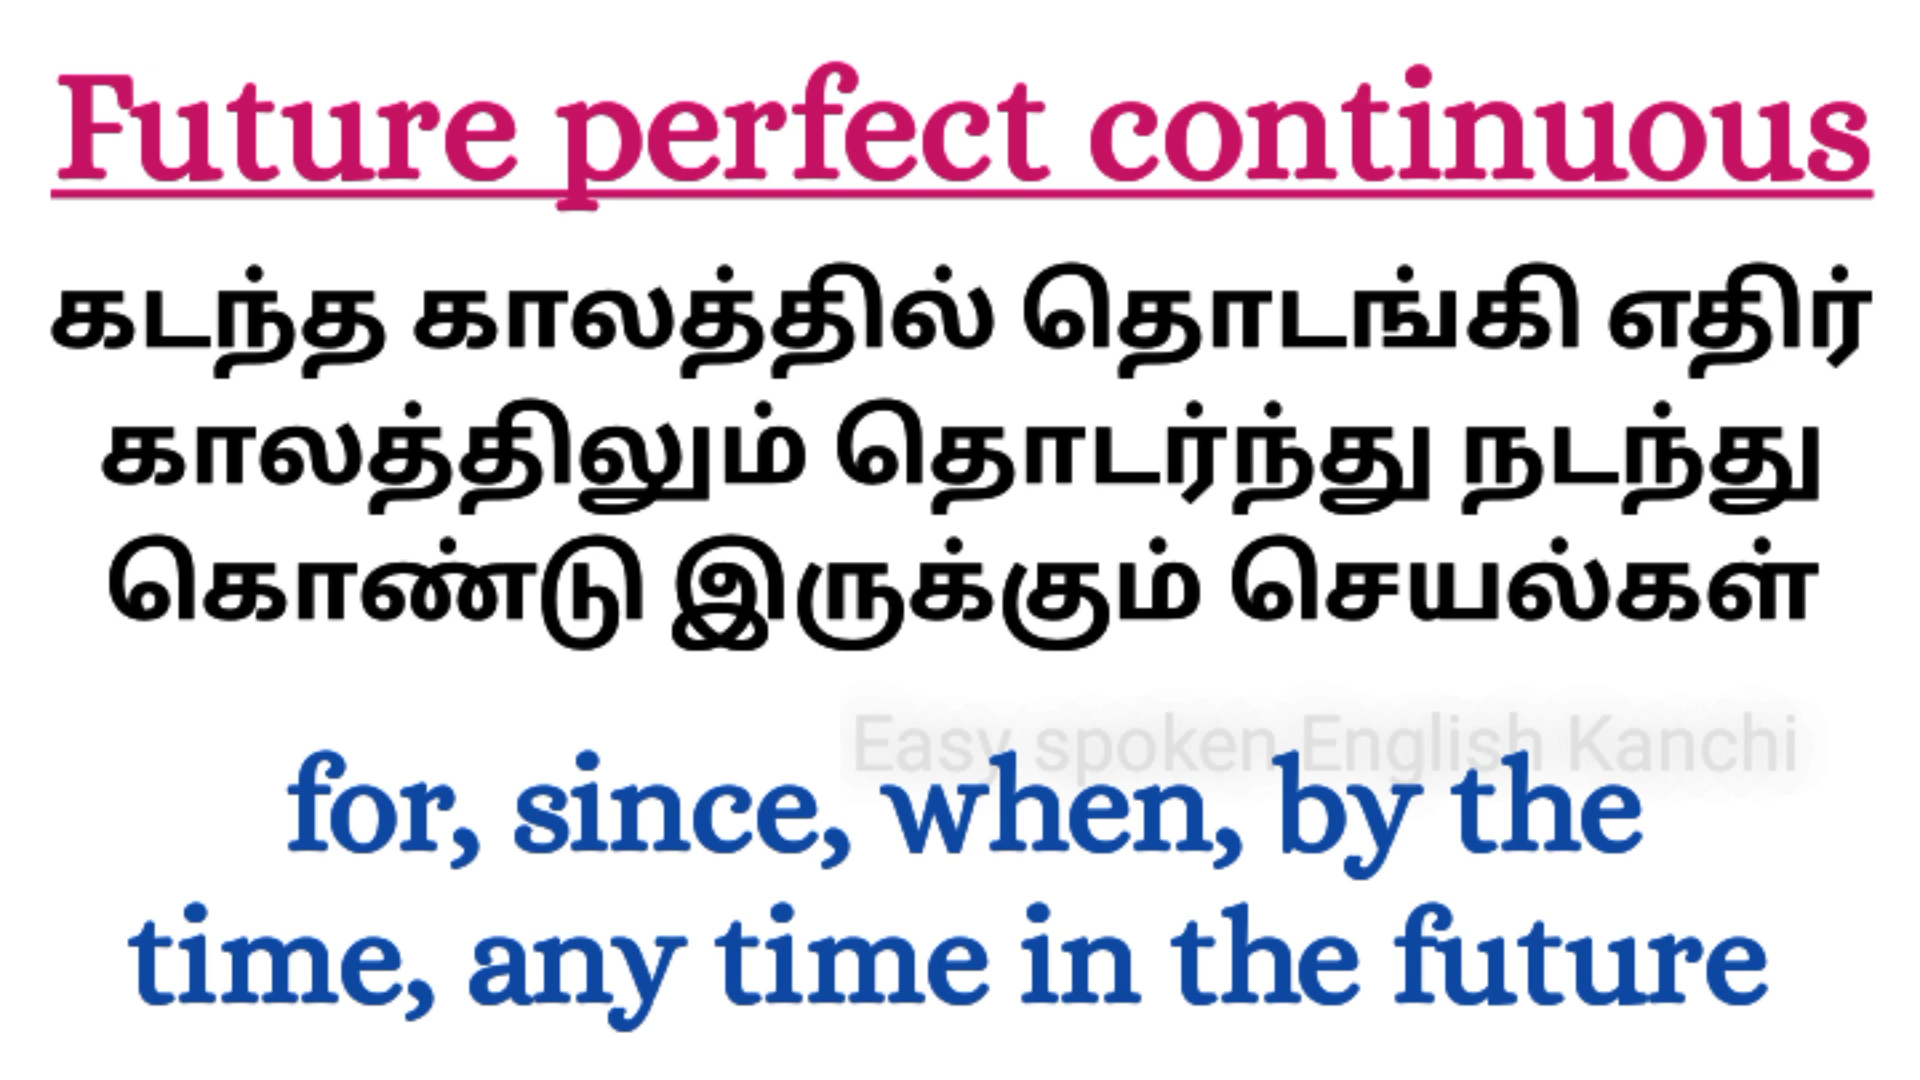 Future perfect continuous
கடந்த காலத்தில் தொடங்கி எதிர்
காலத்திலும் தொடர்ந்து நடந்து
கொண்டு இருக்கும் செயல்கள்
Easy spoken English Kanchi
for, since, when, by the
time, any time in the future